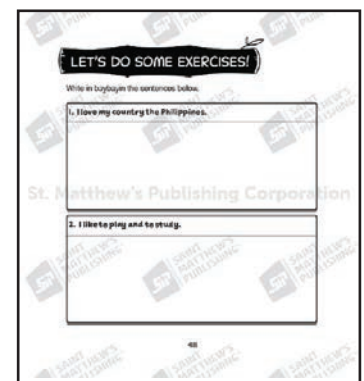 LET'S DO SOME EXERCISES!
Write in baybayin the sentences below.
1. I love my country the Philippines.
St. Matthew's Publishing Corporation
2. I like to play and to study.
48